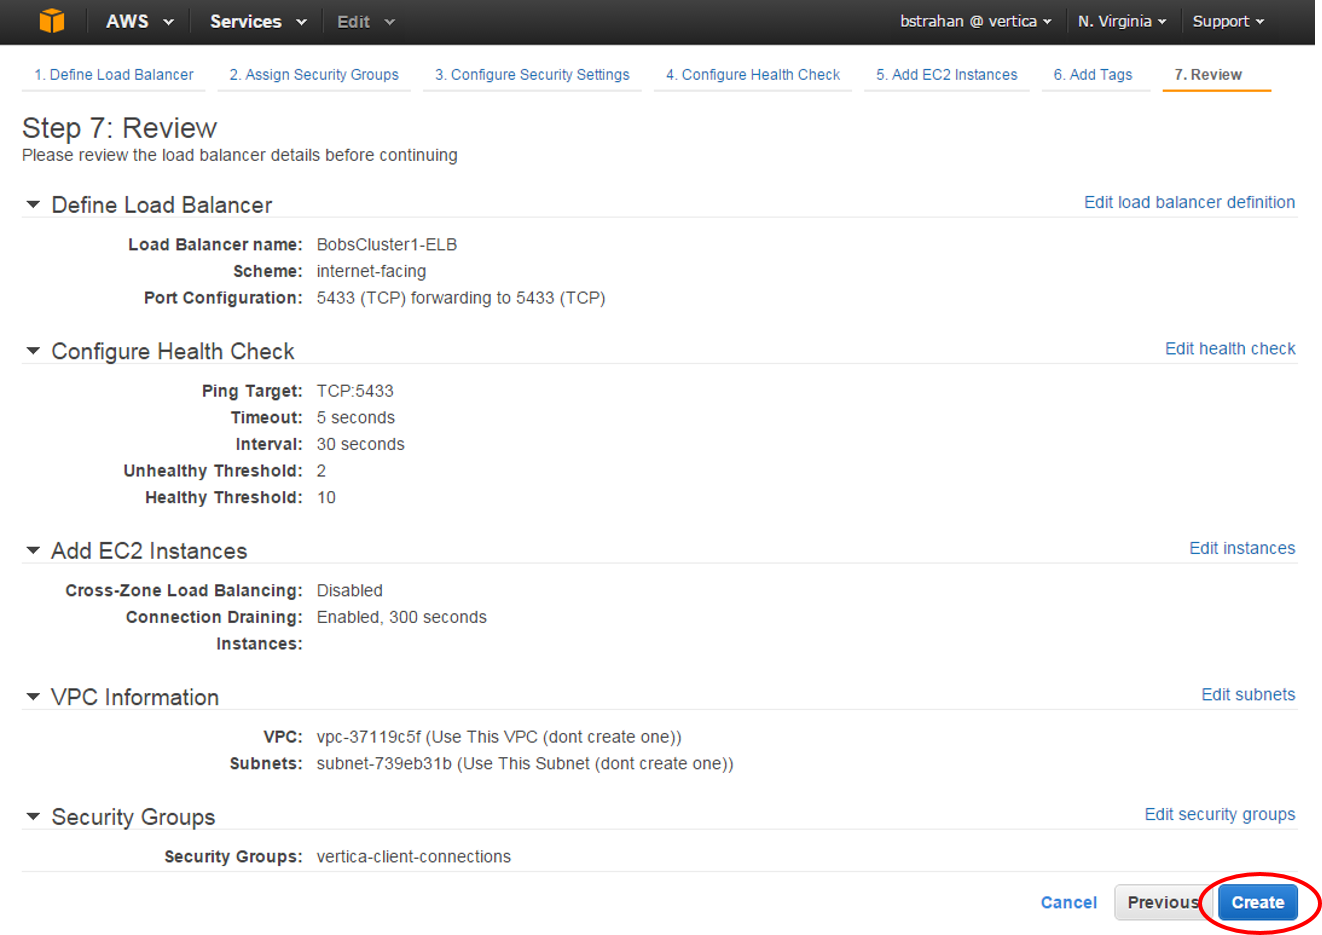 AWS Services Edit bstrahan @ vertica N. Virginia Support
1. Define Load Balancer 2. Assign Security Groups 3. Configure Security Settings 4. Configure Health Check 5. Add EC2 Instances 6. Add Tags 7. Review
Step 7: Review
Please review the load balancer details before continuing
Define Load Balancer Edit load balancer definition
Load Balancer name: BobsCluster1-ELB
Scheme: internet-facing
Port Configuration: 5433 (TCP) forwarding to 5433 (TCP)
Configure Health Check Edit health check
Ping Target: TCP:5433
Timeout: 5 seconds
Interval: 30 seconds
Unhealthy Threshold: 2
Healthy Threshold: 10
Add EC2 Instances Edit instances
Cross-Zone Load Balancing: Disabled
Connection Draining: Enabled, 300 seconds
Instances:
VPC Information Edit subnets
VPC: vpc-37119c5f (Use This VPC (dont create one))
Subnets: subnet-739eb31b (Use This Subnet (dont create one))
Security Groups Edit security groups
Security Groups: vertica-client-connections
Cancel Previous Create